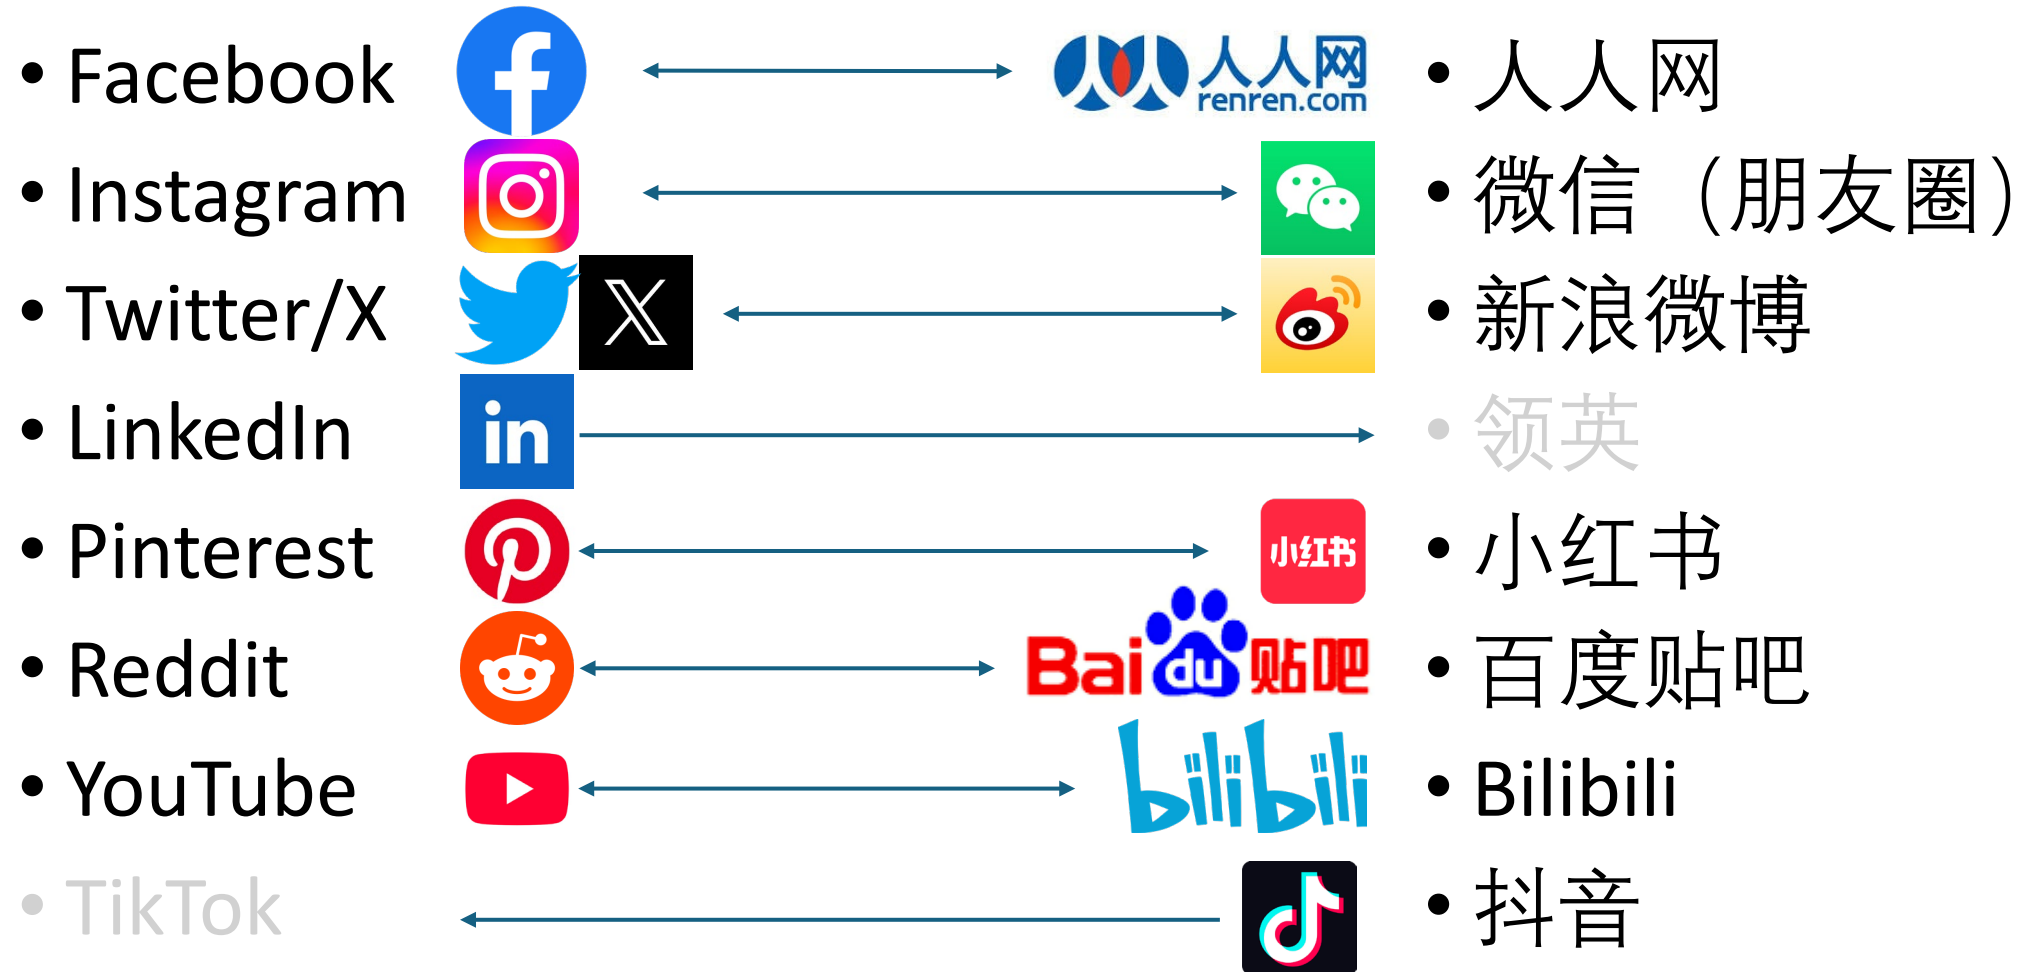 • Facebook
人人网
renren.com
• 人人网
• Instagram
• 微信（朋友圈）
• Twitter/X
• 新浪微博
• LinkedIn
in
• 领英
• Pinterest
小红书
• 小红书
• Reddit
Bai du 贴吧
• 百度贴吧
• YouTube
bilibili
• Bilibili
• TikTok
• 抖音